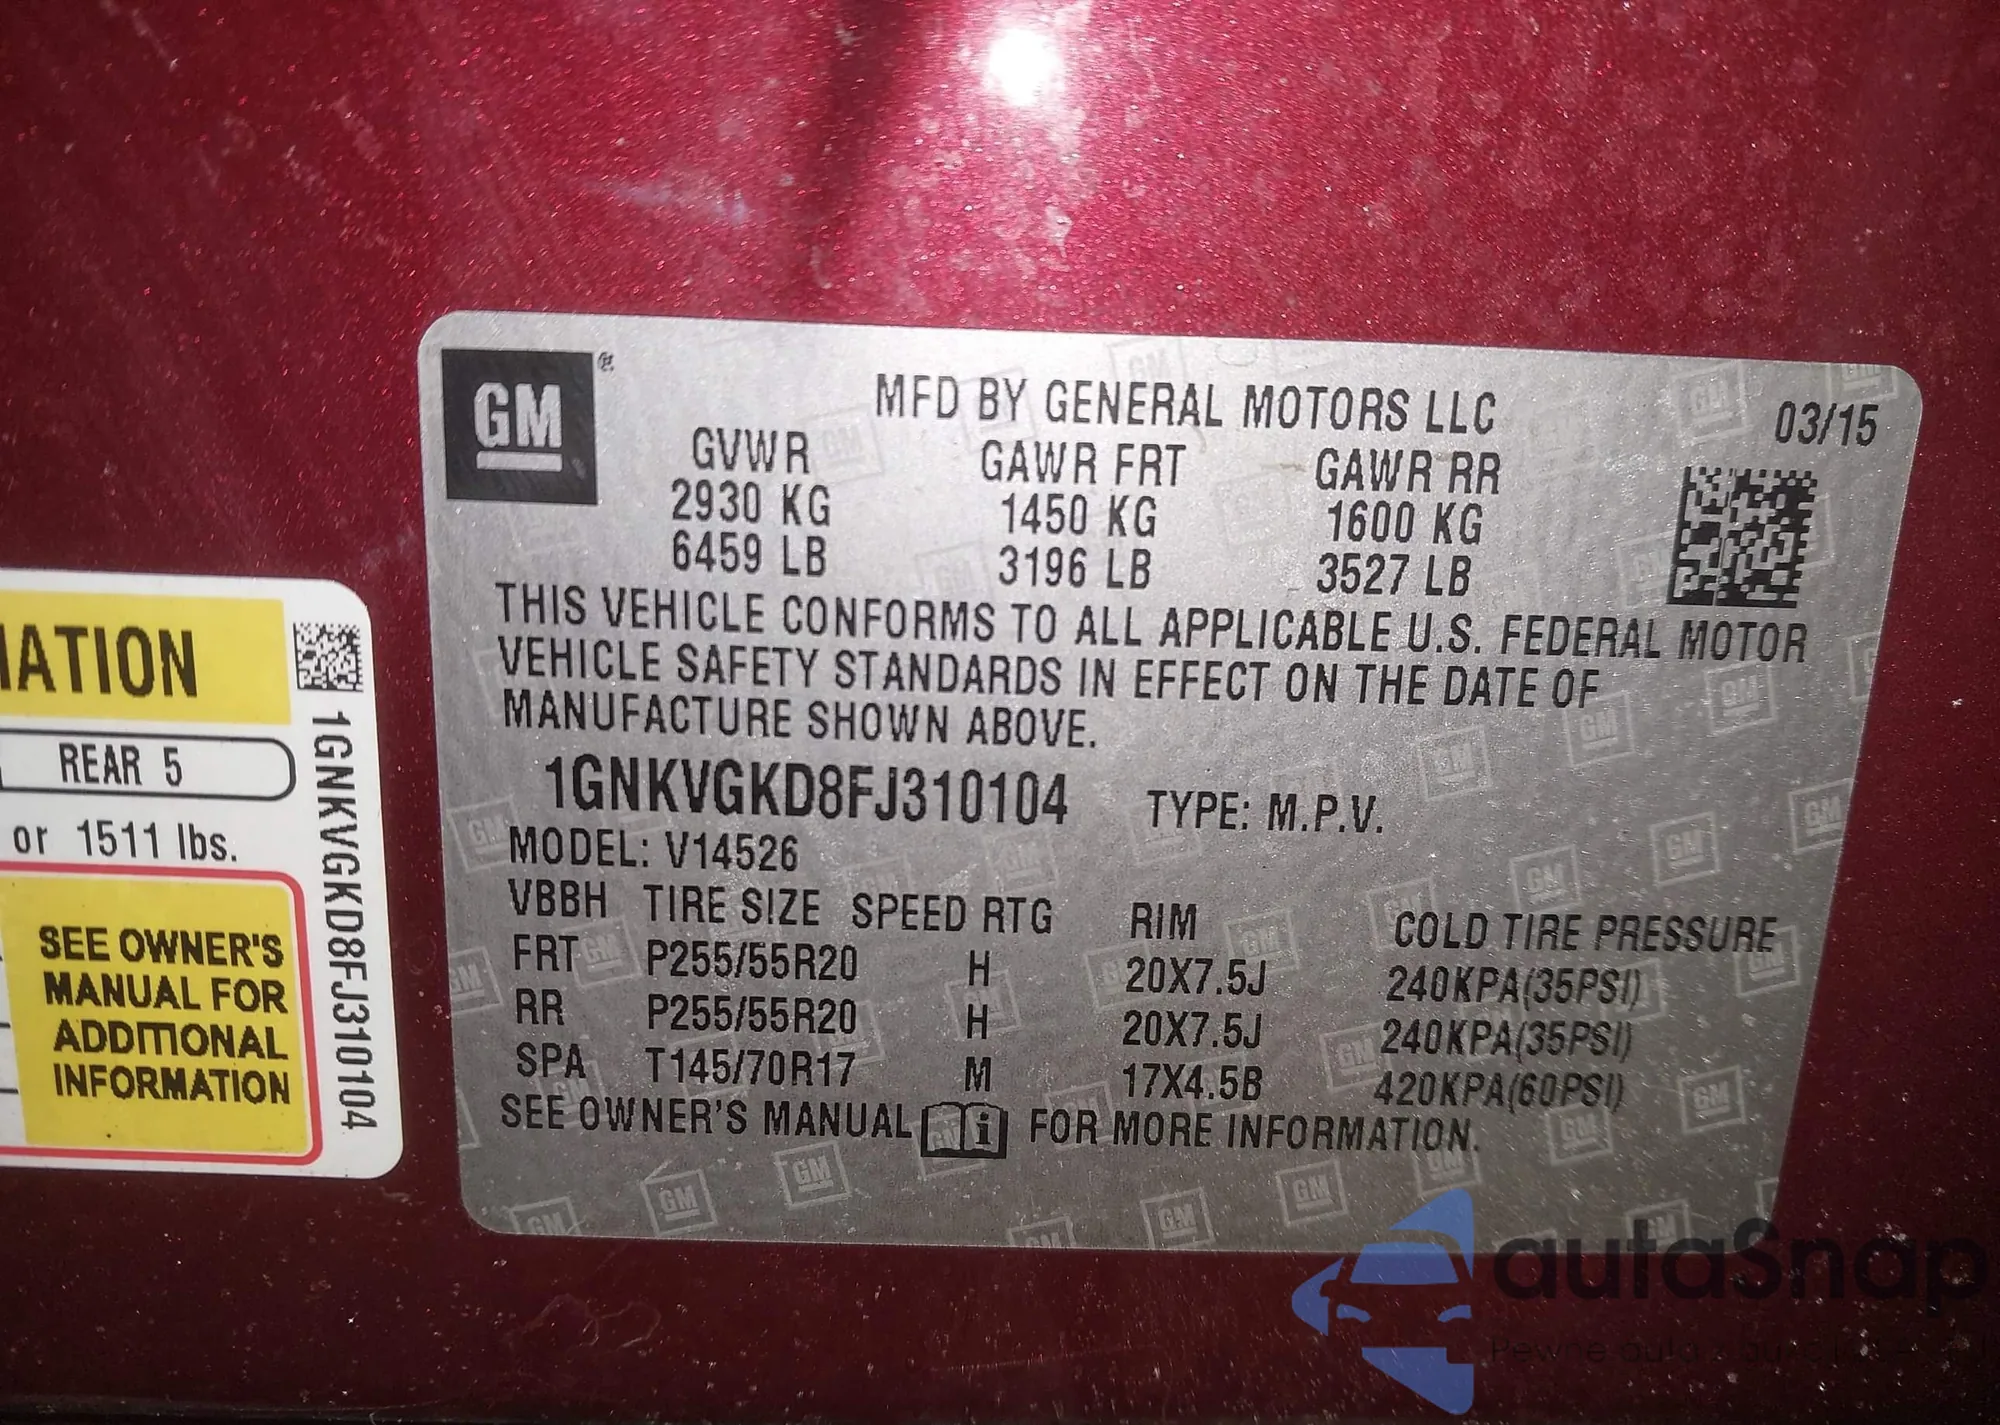 GM
MFD BY GENERAL MOTORS LLC
03/15
GVWR GAWR FRT GAWR RR
2930 KG 1450 KG 1600 KG
6459 LB 3196 LB 3527 LB
THIS VEHICLE CONFORMS TO ALL APPLICABLE U.S. FEDERAL MOTOR
VEHICLE SAFETY STANDARDS IN EFFECT ON THE DATE OF
MANUFACTURE SHOWN ABOVE.
1GNKVGKD8FJ310104 TYPE: M.P.V.
MODEL: V14526
VBBH TIRE SIZE SPEED RTG RIM COLD TIRE PRESSURE
FRT P255/55R20 H 20X7.5J 240KPA(35PSI)
RR P255/55R20 H 20X7.5J 240KPA(35PSI)
SPA T145/70R17 M 17X4.5B 420KPA(60PSI)
SEE OWNER'S MANUAL i FOR MORE INFORMATION.
MATION
REAR 5
or 1511 lbs.
SEE OWNER'S
MANUAL FOR
ADDITIONAL
INFORMATION
1GNKVGKD8FJ310104
autaSnap
Pewne auta z